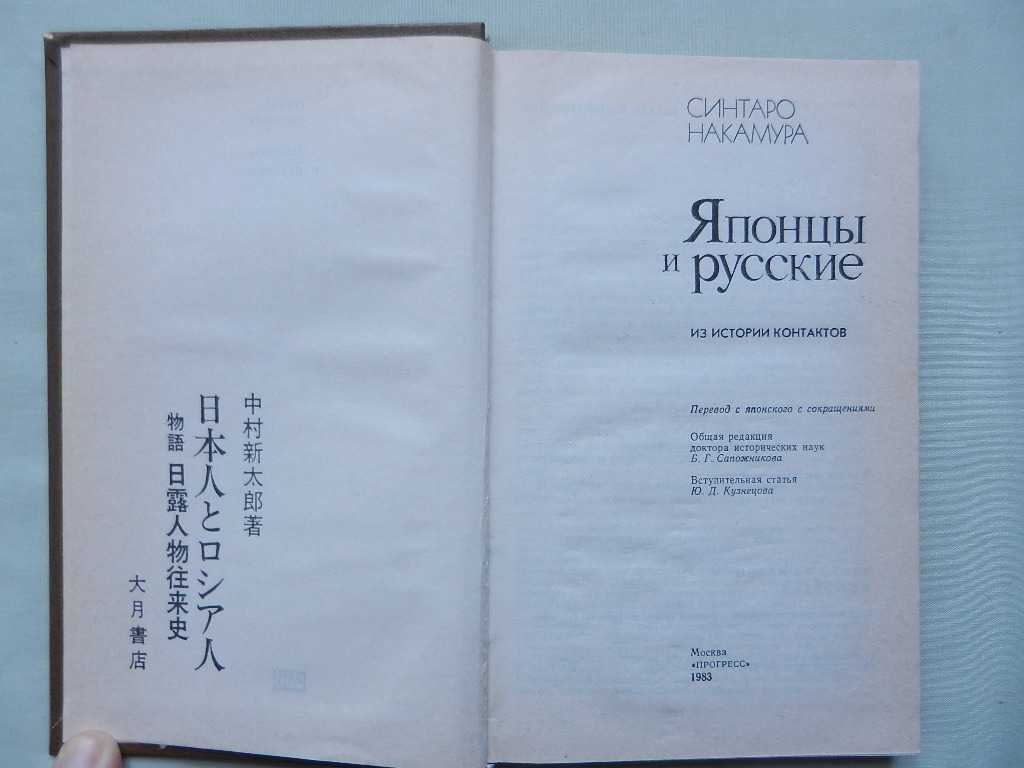 中村新太郎著
日本人とロシア人
物語 日露人物往来史
大月書店
СИНТАРО
НАКАМУРА
Японцы
и русские
ИЗ ИСТОРИИ КОНТАКТОВ
Перевод с японского с сокращениями
Общая редакция
доктора исторических наук
Б. Г. Сапожникова
Вступительная статья
Ю. Д. Кузнецова
Москва
«ПРОГРЕСС»
1983